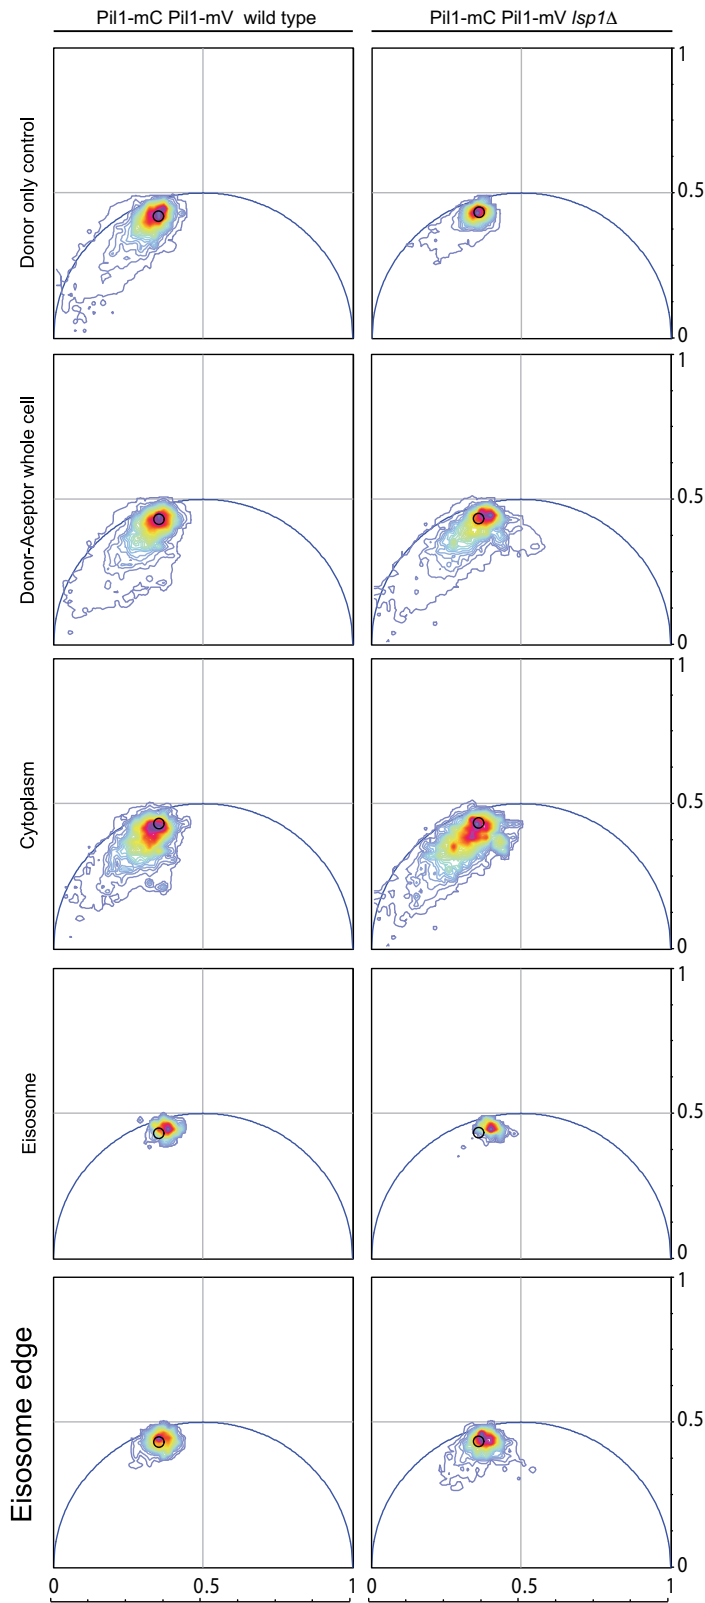 Pil1-mC Pil1-mV wild type
Pil1-mC Pil1-mV lsp1Δ
Donor only control
1
0.5
0
Donor-Aceptor whole cell
1
0.5
0
Cytoplasm
1
0.5
0
Eisosome
1
0.5
0
Eisosome edge
1
0.5
0
0 0.5 1
0 0.5 1